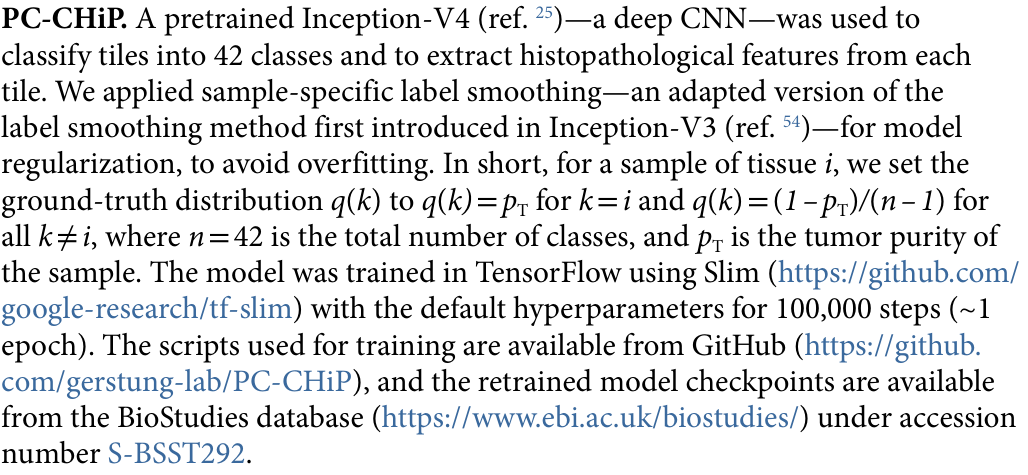 PC-CHiP. A pretrained Inception-V4 (ref. 25)—a deep CNN—was used to
classify tiles into 42 classes and to extract histopathological features from each
tile. We applied sample-specific label smoothing—an adapted version of the
label smoothing method first introduced in Inception-V3 (ref. 54)—for model
regularization, to avoid overfitting. In short, for a sample of tissue i, we set the
ground-truth distribution q(k) to q(k) = pT for k = i and q(k) = (1 – pT)/(n – 1) for
all k ≠ i, where n = 42 is the total number of classes, and pT is the tumor purity of
the sample. The model was trained in TensorFlow using Slim (https://github.com/
google-research/tf-slim) with the default hyperparameters for 100,000 steps (~1
epoch). The scripts used for training are available from GitHub (https://github.
com/gerstung-lab/PC-CHiP), and the retrained model checkpoints are available
from the BioStudies database (https://www.ebi.ac.uk/biostudies/) under accession
number S-BSST292.